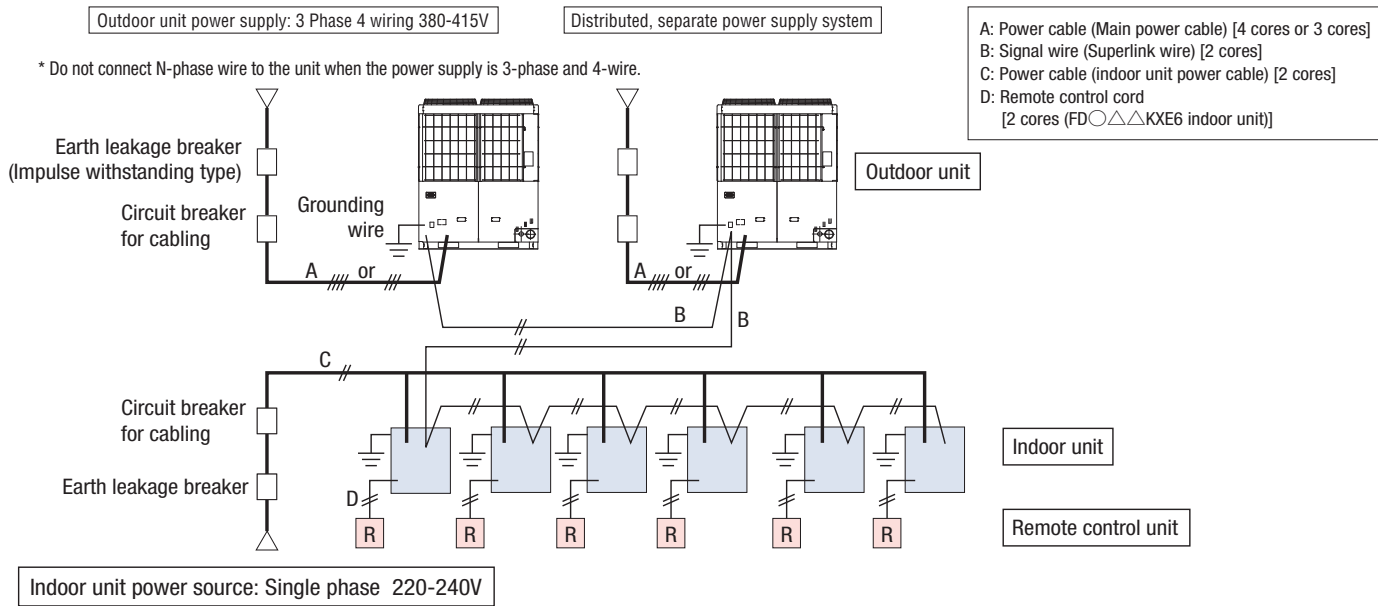 Outdoor unit power supply: 3 Phase 4 wiring 380-415V
Distributed, separate power supply system
A: Power cable (Main power cable) [4 cores or 3 cores]
B: Signal wire (Superlink wire) [2 cores]
C: Power cable (indoor unit power cable) [2 cores]
D: Remote control cord
[2 cores (FD○△△KXE6 indoor unit)]
* Do not connect N-phase wire to the unit when the power supply is 3-phase and 4-wire.
Earth leakage breaker
(Impulse withstanding type)
Circuit breaker
for cabling
Grounding
wire
Outdoor unit
A or
A or
B
B
C
Circuit breaker
for cabling
Earth leakage breaker
Indoor unit
D
R R R R R R
Remote control unit
Indoor unit power source: Single phase 220-240V